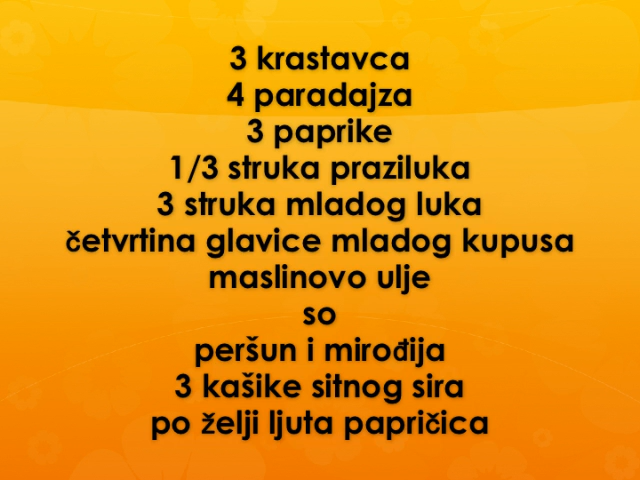 3 krastavca
4 paradajza
3 paprike
1/3 struka praziluka
3 struka mladog luka
četvrtina glavice mladog kupusa
maslinovo ulje
so
peršun i mirođija
3 kašike sitnog sira
po želji ljuta papričica